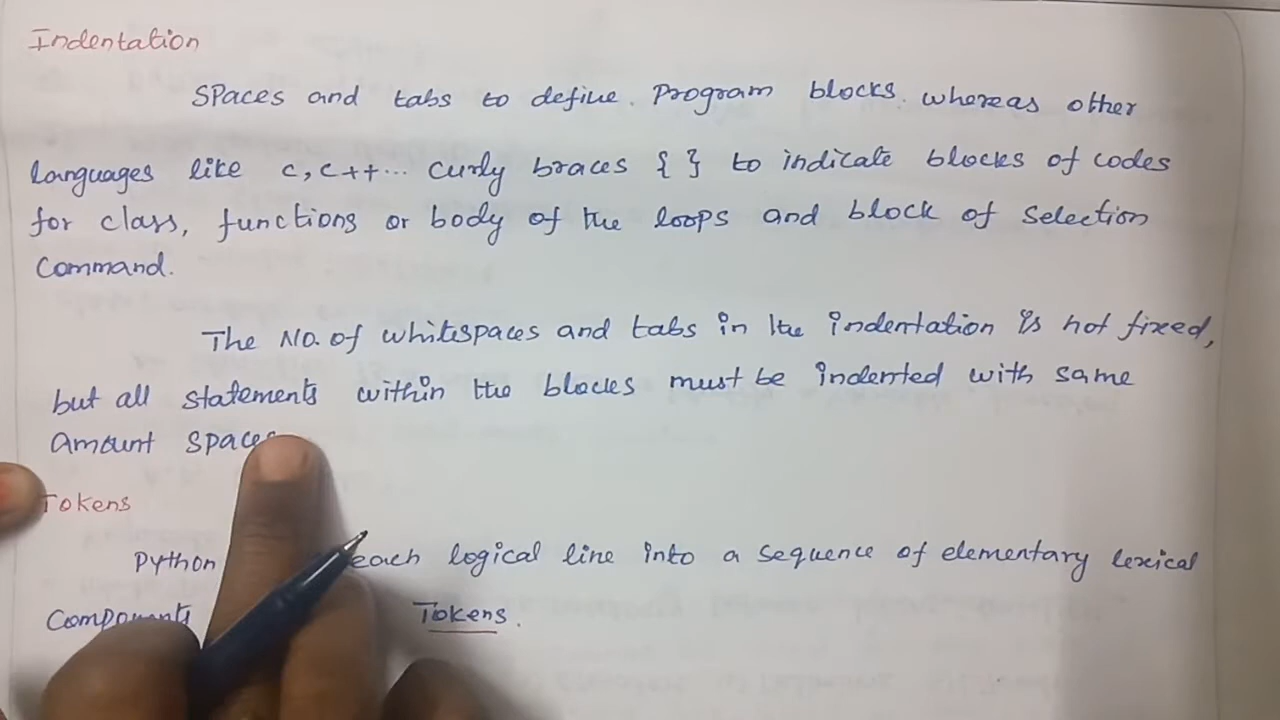 Indentation
Spaces and tabs to define. Program blocks. whereas other
languages like c, c++... curly braces { } to indicate blocks of codes
for class, functions or body of the loops and block of selection
Command.
The No. of whitespaces and tabs in the indentation is not fixed,
but all statements within the blocks must be indented with same
amount spaces
Tokens
Python each logical line into a sequence of elementary lexical
Components Tokens.